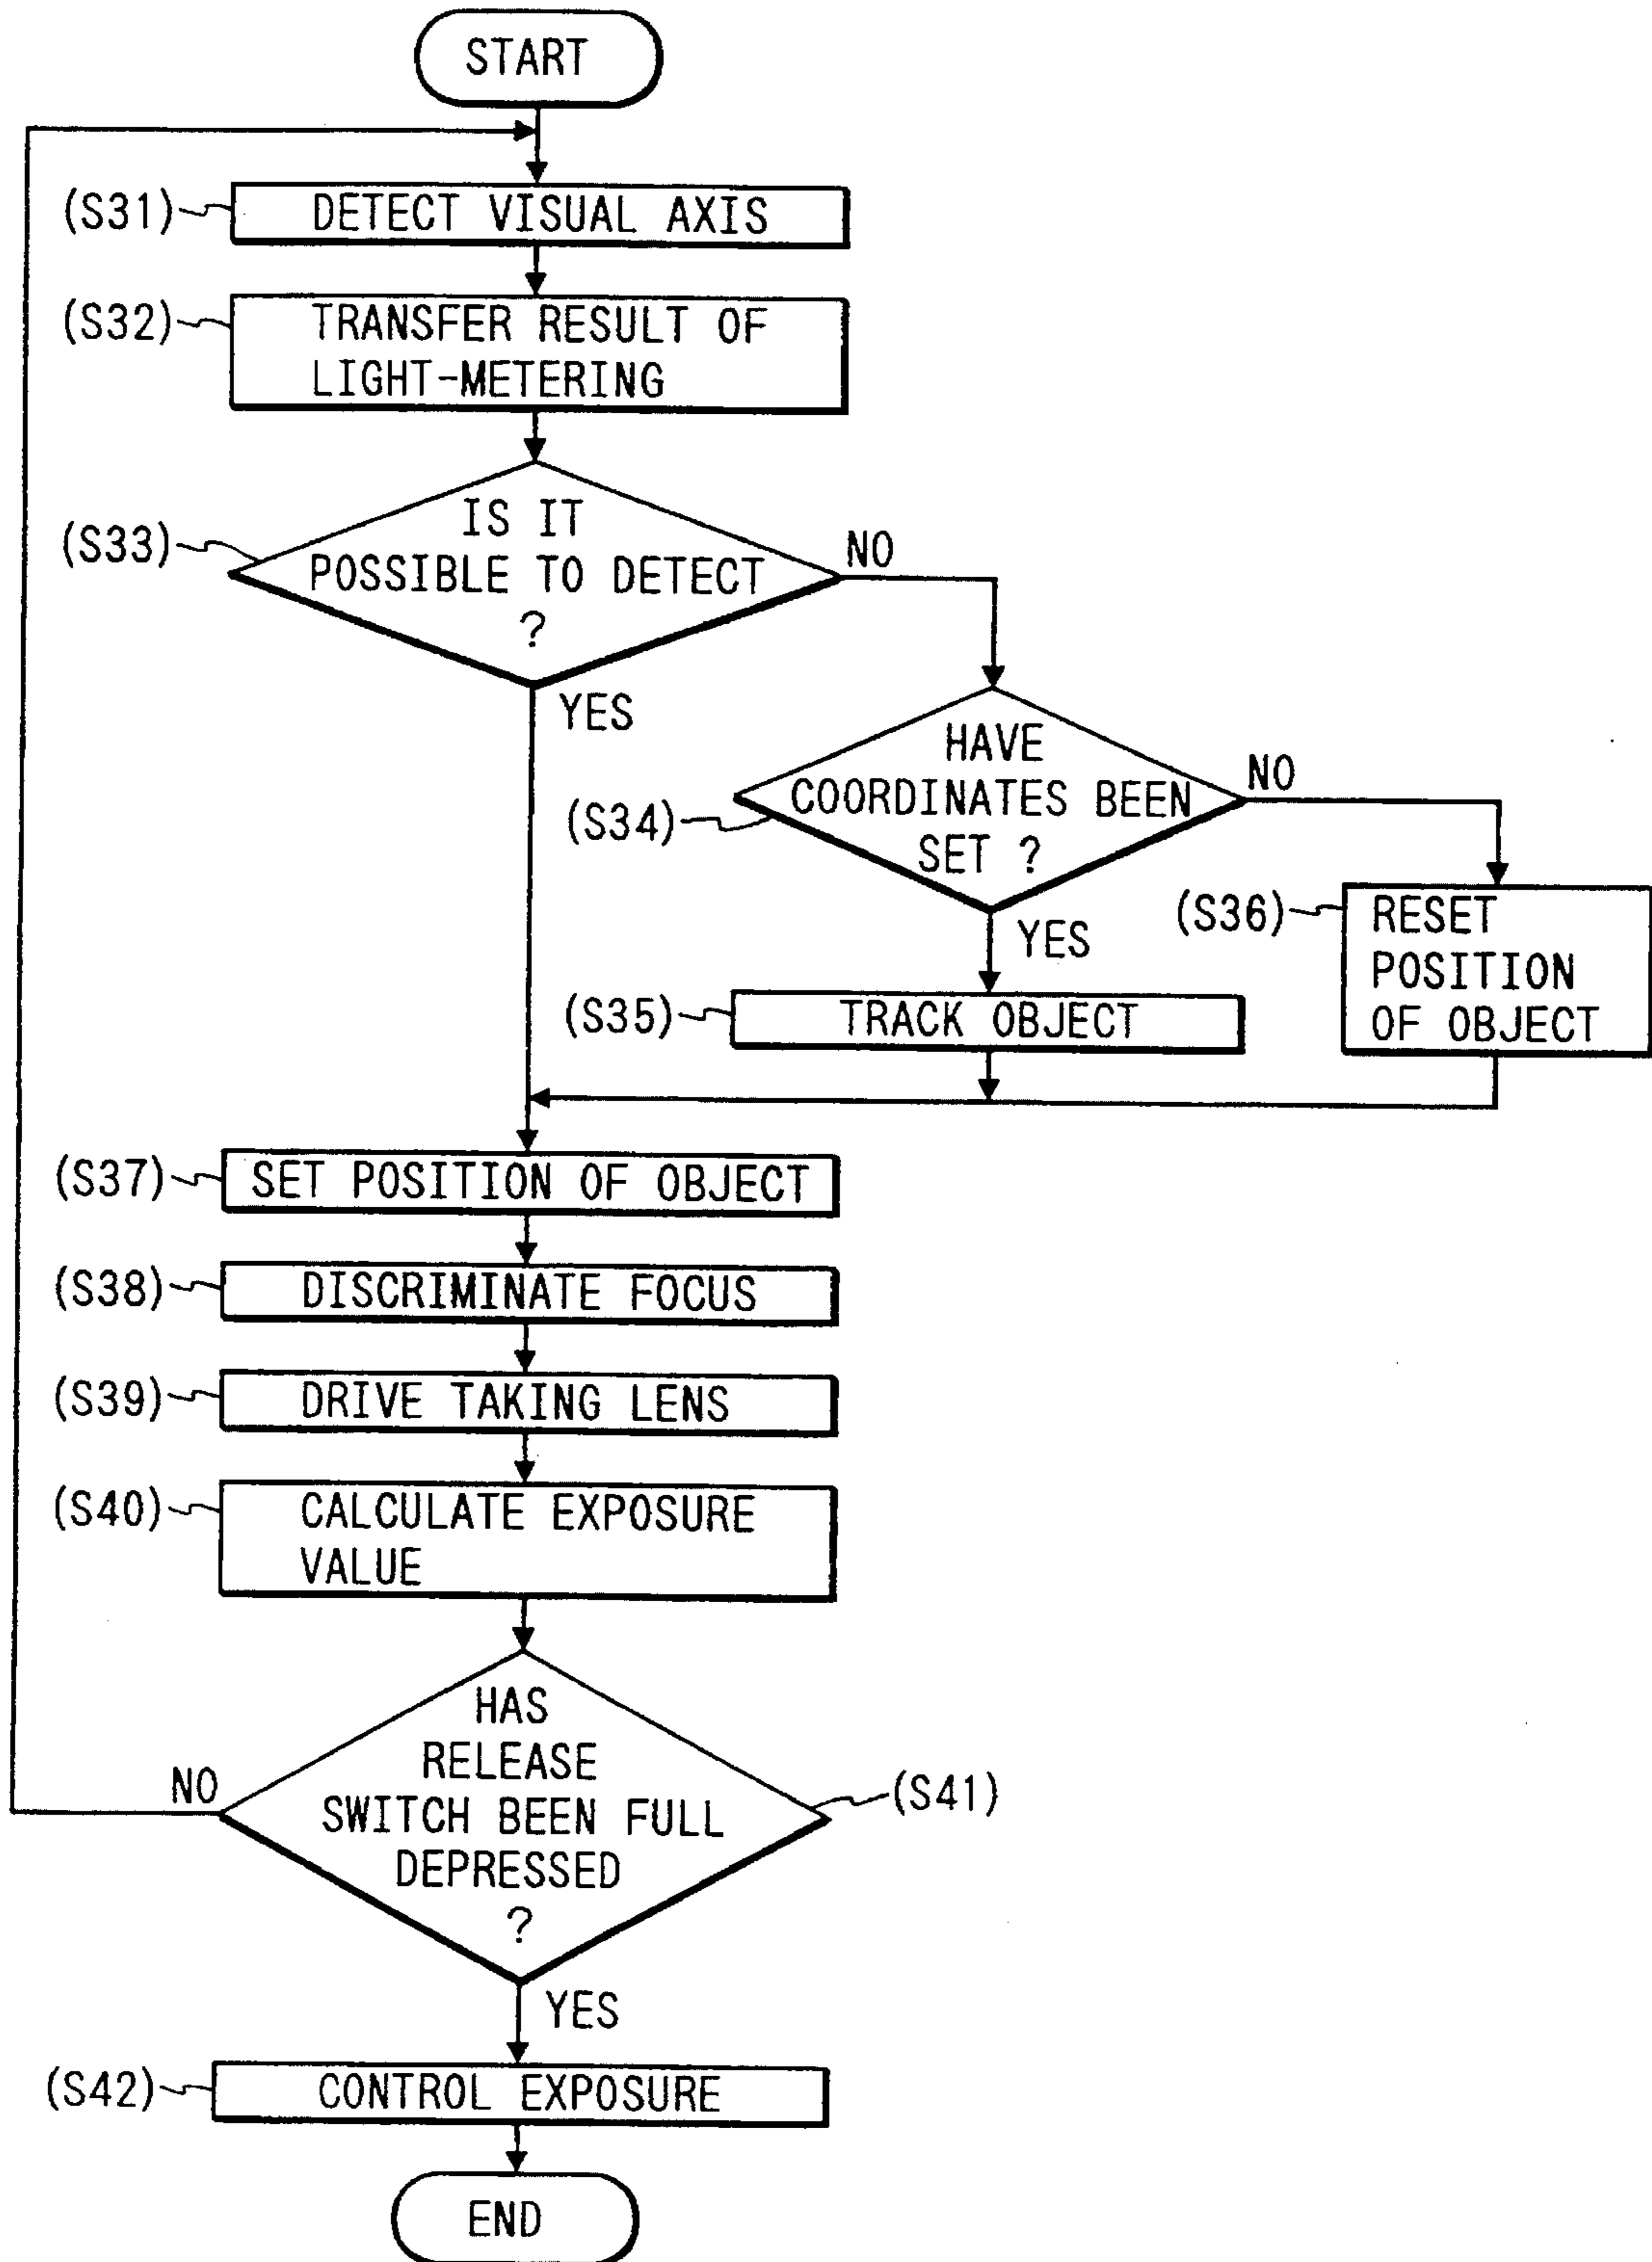 START
(S31)
DETECT VISUAL AXIS
(S32)
TRANSFER RESULT OF
LIGHT-METERING
(S33)
IS IT
POSSIBLE TO DETECT
?
NO
YES
(S34)
HAVE
COORDINATES BEEN
SET ?
NO
YES
(S35)
TRACK OBJECT
(S36)
RESET
POSITION
OF OBJECT
(S37)
SET POSITION OF OBJECT
(S38)
DISCRIMINATE FOCUS
(S39)
DRIVE TAKING LENS
(S40)
CALCULATE EXPOSURE
VALUE
(S41)
HAS
RELEASE
SWITCH BEEN FULL
DEPRESSED
?
NO
YES
(S42)
CONTROL EXPOSURE
END